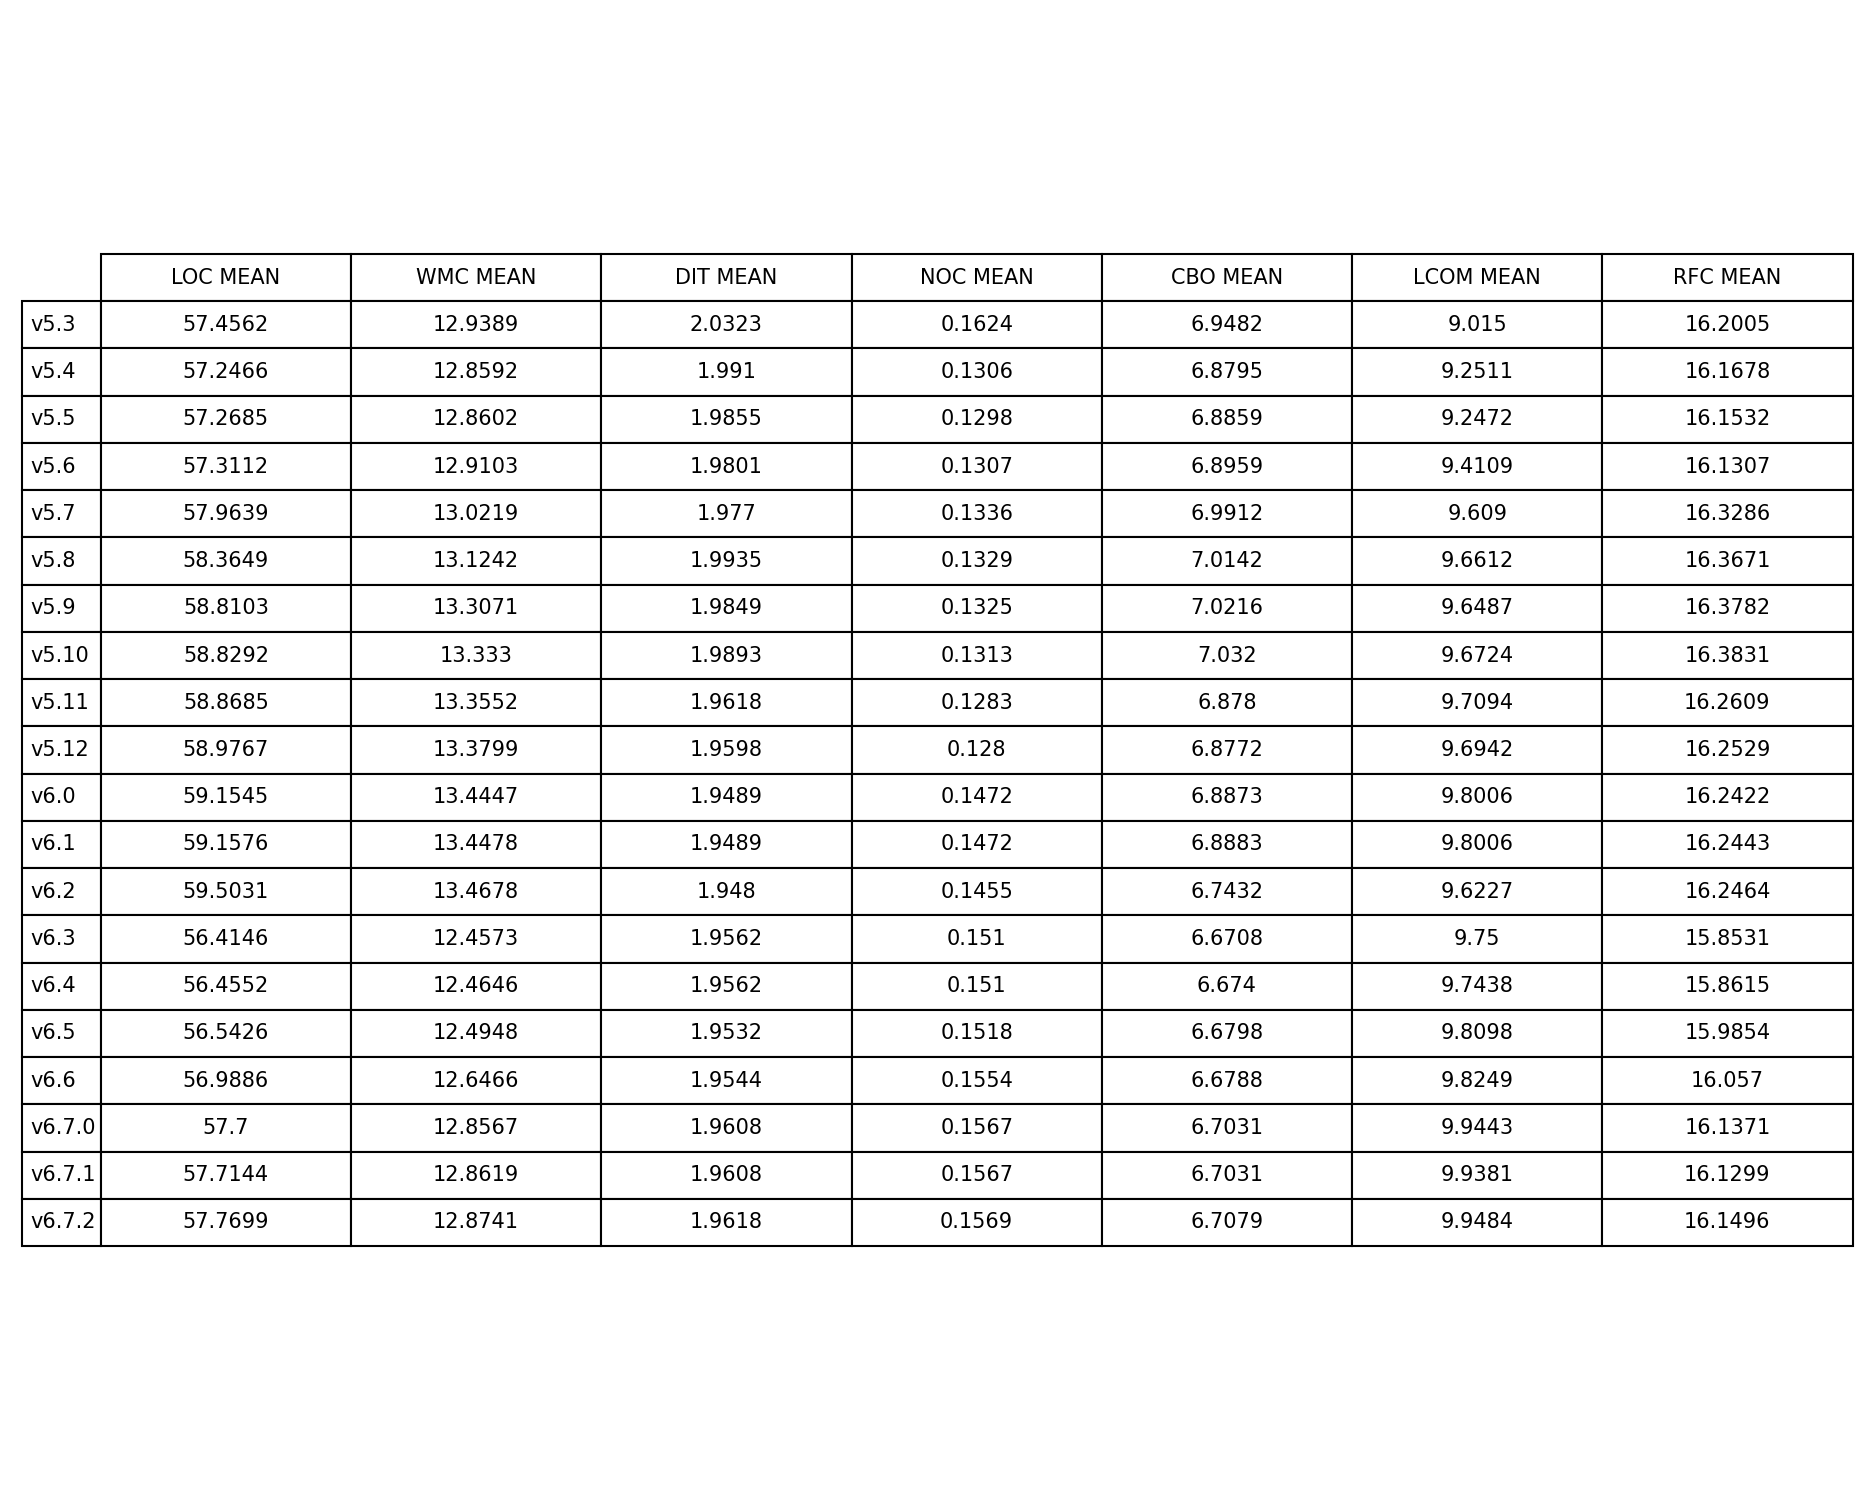 LOC MEAN WMC MEAN DIT MEAN NOC MEAN CBO MEAN LCOM MEAN RFC MEAN
v5.3 57.4562 12.9389 2.0323 0.1624 6.9482 9.015 16.2005
v5.4 57.2466 12.8592 1.991 0.1306 6.8795 9.2511 16.1678
v5.5 57.2685 12.8602 1.9855 0.1298 6.8859 9.2472 16.1532
v5.6 57.3112 12.9103 1.9801 0.1307 6.8959 9.4109 16.1307
v5.7 57.9639 13.0219 1.977 0.1336 6.9912 9.609 16.3286
v5.8 58.3649 13.1242 1.9935 0.1329 7.0142 9.6612 16.3671
v5.9 58.8103 13.3071 1.9849 0.1325 7.0216 9.6487 16.3782
v5.10 58.8292 13.333 1.9893 0.1313 7.032 9.6724 16.3831
v5.11 58.8685 13.3552 1.9618 0.1283 6.878 9.7094 16.2609
v5.12 58.9767 13.3799 1.9598 0.128 6.8772 9.6942 16.2529
v6.0 59.1545 13.4447 1.9489 0.1472 6.8873 9.8006 16.2422
v6.1 59.1576 13.4478 1.9489 0.1472 6.8883 9.8006 16.2443
v6.2 59.5031 13.4678 1.948 0.1455 6.7432 9.6227 16.2464
v6.3 56.4146 12.4573 1.9562 0.151 6.6708 9.75 15.8531
v6.4 56.4552 12.4646 1.9562 0.151 6.674 9.7438 15.8615
v6.5 56.5426 12.4948 1.9532 0.1518 6.6798 9.8098 15.9854
v6.6 56.9886 12.6466 1.9544 0.1554 6.6788 9.8249 16.057
v6.7.0 57.7 12.8567 1.9608 0.1567 6.7031 9.9443 16.1371
v6.7.1 57.7144 12.8619 1.9608 0.1567 6.7031 9.9381 16.1299
v6.7.2 57.7699 12.8741 1.9618 0.1569 6.7079 9.9484 16.1496